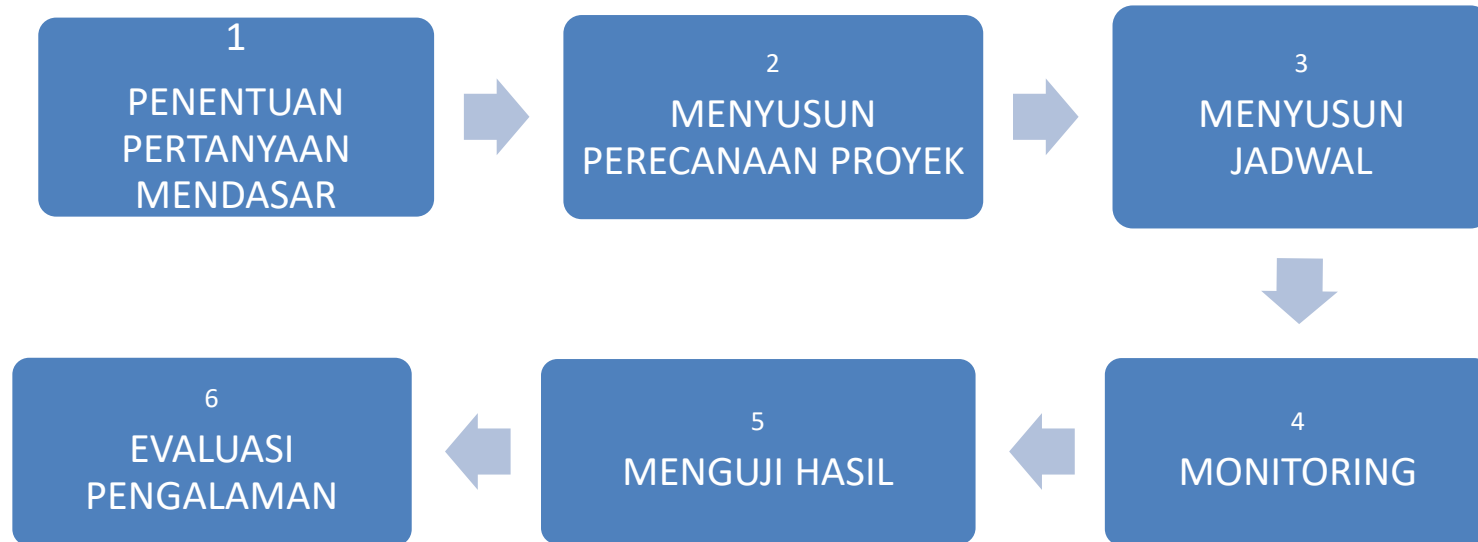 1
PENENTUAN
PERTANYAAN
MENDASAR
2
MENYUSUN
PERECANAAN PROYEK
3
MENYUSUN
JADWAL
4
MONITORING
5
MENGUJI HASIL
6
EVALUASI
PENGALAMAN